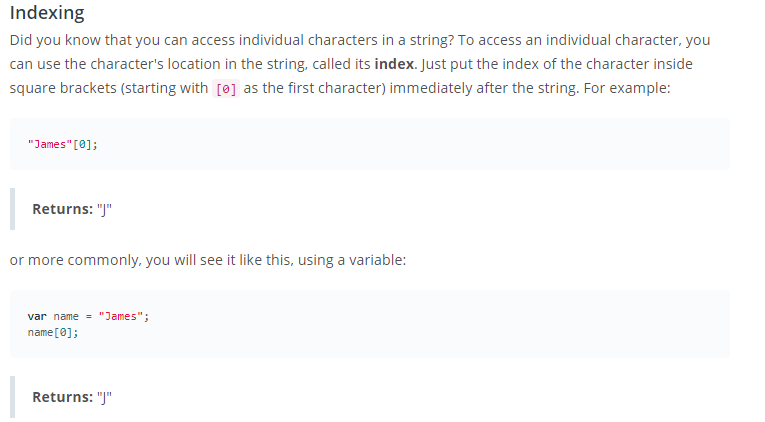 Indexing
Did you know that you can access individual characters in a string? To access an individual character, you
can use the character's location in the string, called its index. Just put the index of the character inside
square brackets (starting with [0] as the first character) immediately after the string. For example:
"James"[0];
Returns: "J"
or more commonly, you will see it like this, using a variable:
var name = "James";
name[0];
Returns: "J"